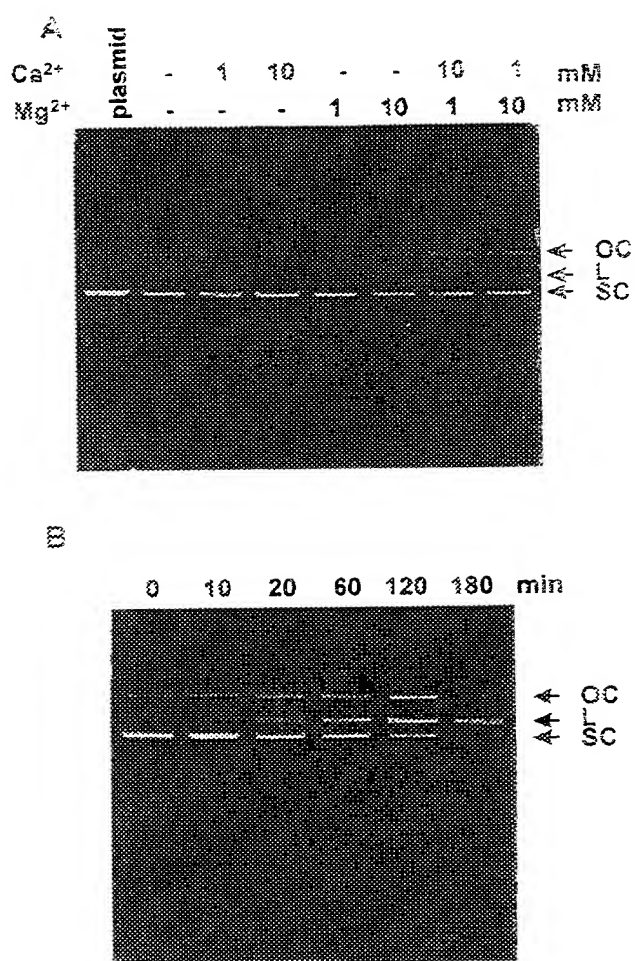 A
plasmid
Ca²⁺ - 1 10 - - 10 1 mM
Mg²⁺ - - - 1 10 1 10 mM
OC
L
SC
B
0 10 20 60 120 180 min
OC
L
SC